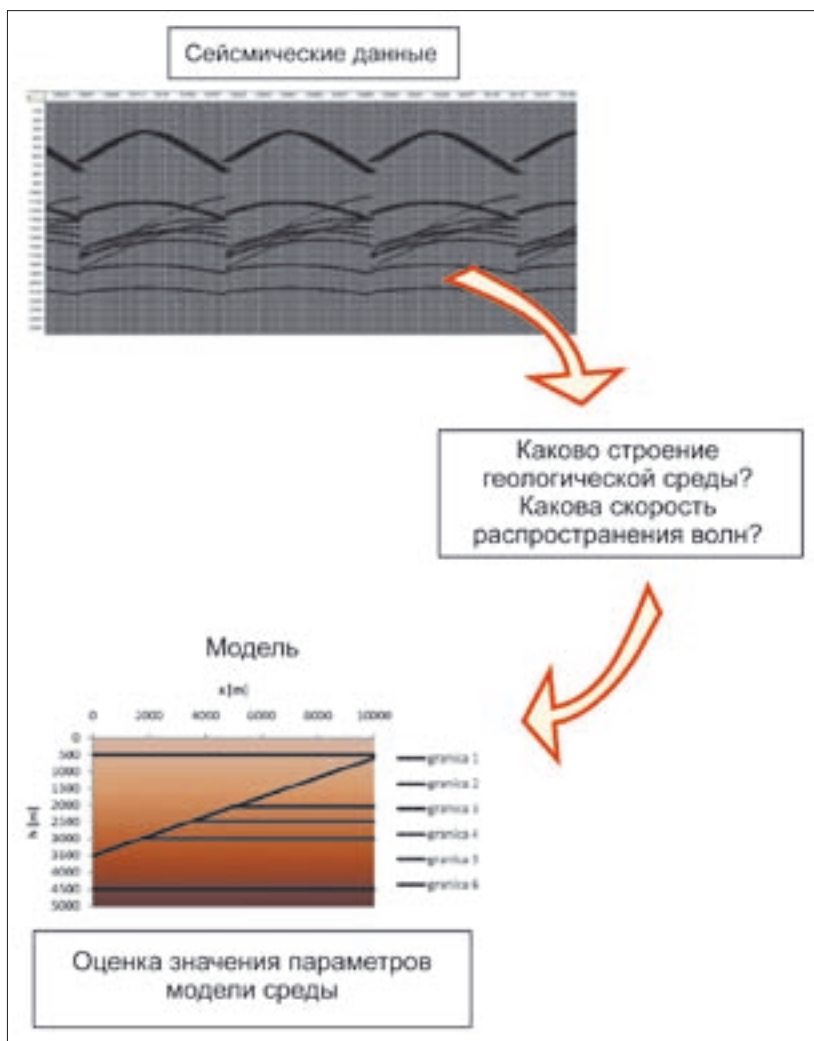 Сейсмические данные
Каково строение
геологической среды?
Какова скорость
распространения волн?
Модель
x [m]
0 2000 4000 6000 8000 10000
0
500
1000
1500
2000
2500
3000
3500
4000
4500
5000
h [m]
granica 1
granica 2
granica 3
granica 4
granica 5
granica 6
Оценка значения параметров
модели среды